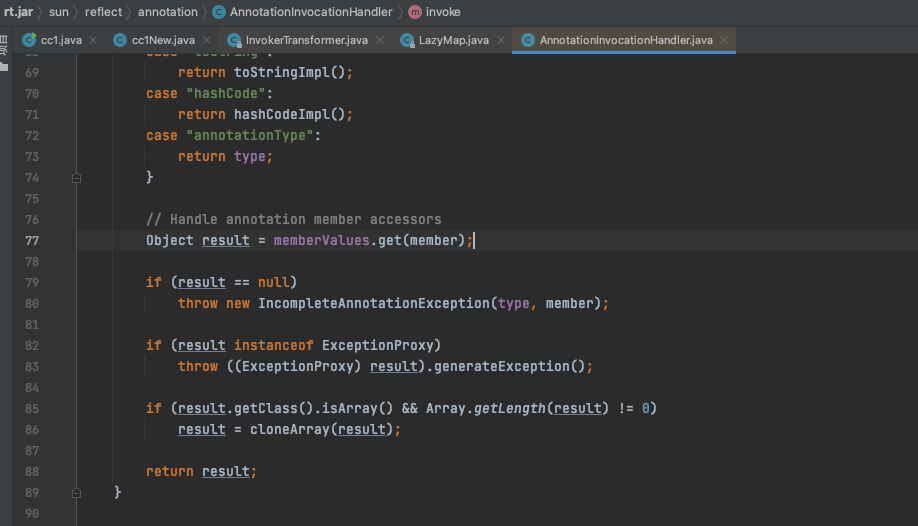 rt.jar sun reflect annotation AnnotationInvocationHandler m invoke
cc1.java cc1New.java InvokerTransformer.java LazyMap.java AnnotationInvocationHandler.java
69 return toStringImpl();
70 case "hashCode":
71 return hashCodeImpl();
72 case "annotationType":
73 return type;
74 }
75
76 // Handle annotation member accessors
77 Object result = memberValues.get(member);
78
79 if (result == null)
80 throw new IncompleteAnnotationException(type, member);
81
82 if (result instanceof ExceptionProxy)
83 throw ((ExceptionProxy) result).generateException();
84
85 if (result.getClass().isArray() && Array.getLength(result) != 0)
86 result = cloneArray(result);
87
88 return result;
89 }
90